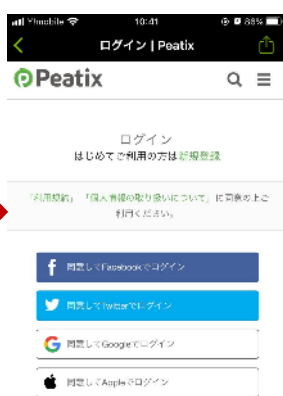 Y!mobile 10:41 88%
ログイン | Peatix
Peatix
ログイン
はじめてご利用の方は新規登録
「利用規約」「個人情報の取り扱いについて」に同意の上ご
利用ください。
同意してFacebookでログイン
同意してTwitterでログイン
同意してGoogleでログイン
同意してAppleでログイン